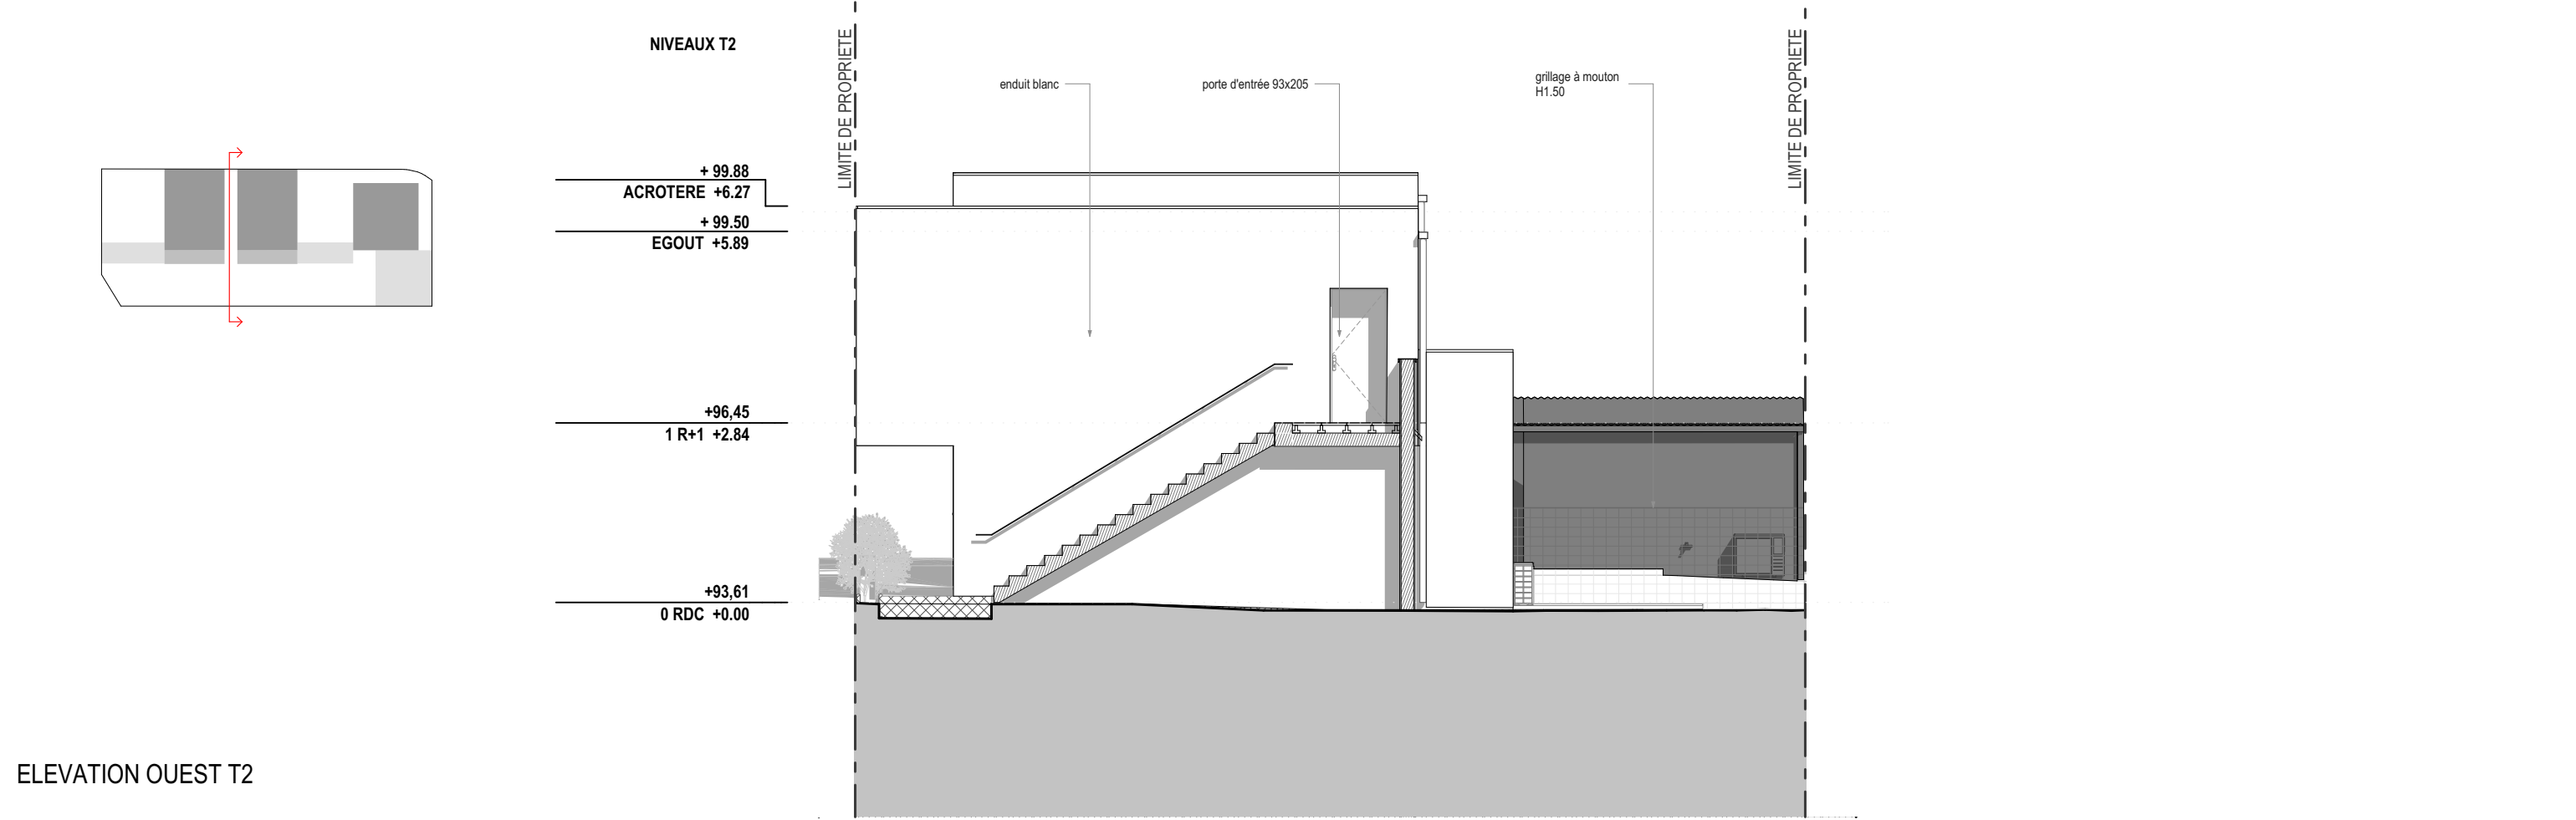 NIVEAUX T2
LIMITE DE PROPRIETE
LIMITE DE PROPRIETE
enduit blanc
porte d'entrée 93x205
grillage à mouton
H1.50
+ 99.88
ACROTERE +6.27
+ 99.50
EGOUT +5.89
+96,45
1 R+1 +2.84
+93,61
0 RDC +0.00
ELEVATION OUEST T2